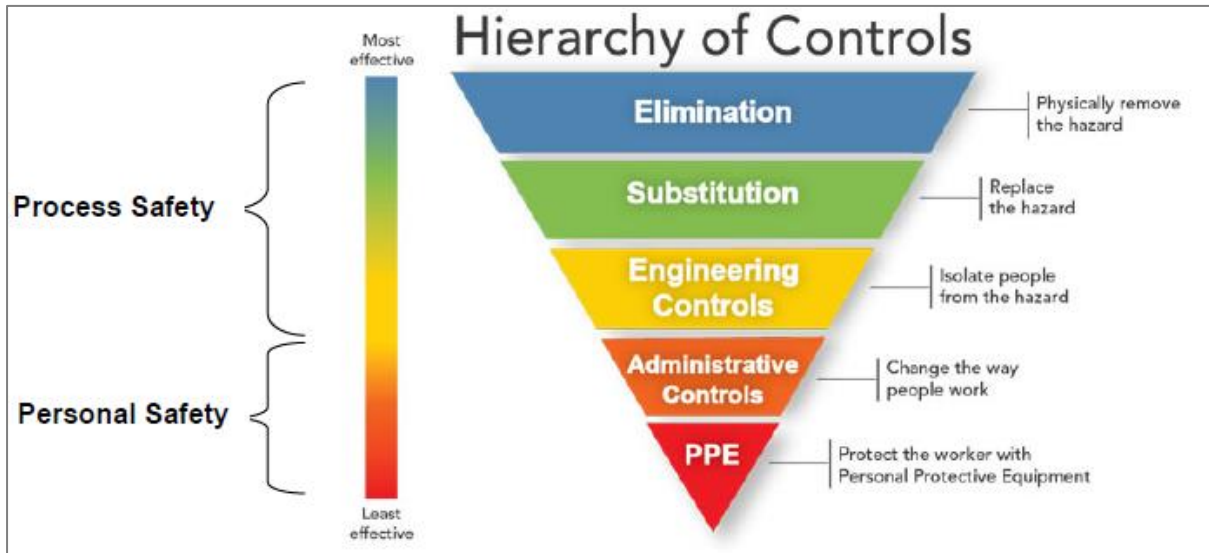 Hierarchy of Controls
Most
effective
Elimination
Physically remove
the hazard
Process Safety
Substitution
Replace
the hazard
Engineering
Controls
Isolate people
from the hazard
Personal Safety
Administrative
Controls
Change the way
people work
PPE
Protect the worker with
Personal Protective Equipment
Least
effective